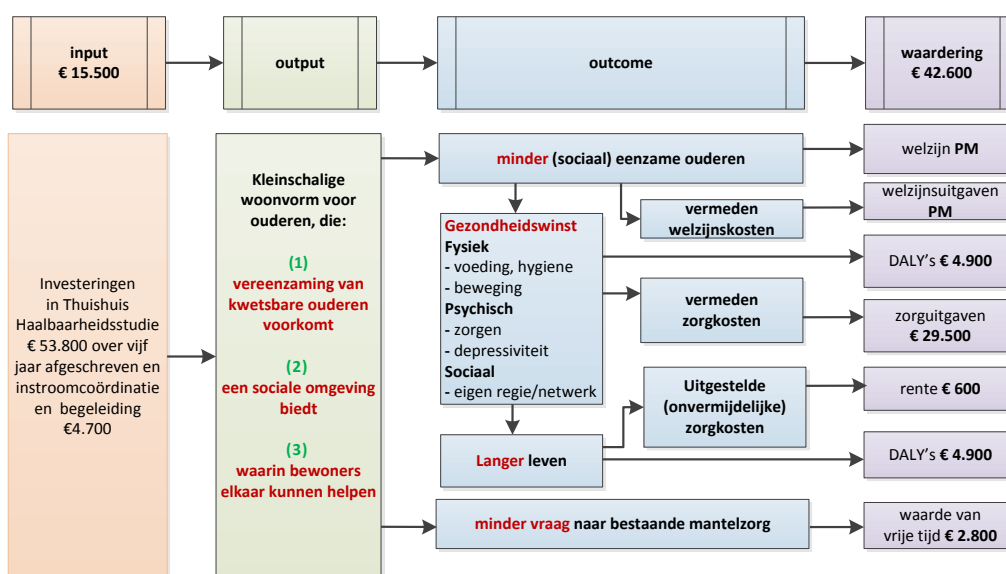 input
€ 15.500
output
outcome
waardering
€ 42.600
Investeringen
in Thuishuis
Haalbaarheidsstudie
€ 53.800 over vijf
jaar afgeschreven en
instroomcoördinatie
en begeleiding
€4.700
Kleinschalige
woonvorm voor
ouderen, die:
(1)
vereenzaming van
kwetsbare ouderen
voorkomt
(2)
een sociale omgeving
biedt
(3)
waarin bewoners
elkaar kunnen helpen
minder (sociaal) eenzame ouderen
Gezondheidswinst
Fysiek
- voeding, hygiene
- beweging
Psychisch
- zorgen
- depressiviteit
Sociaal
- eigen regie/netwerk
vermeden
welzijnskosten
vermeden
zorgkosten
Uitgestelde
(onvermijdelijke)
zorgkosten
Langer leven
minder vraag naar bestaande mantelzorg
welzijn PM
welzijnsuitgaven
PM
DALY's € 4.900
zorguitgaven
€ 29.500
rente € 600
DALY's € 4.900
waarde van
vrije tijd € 2.800